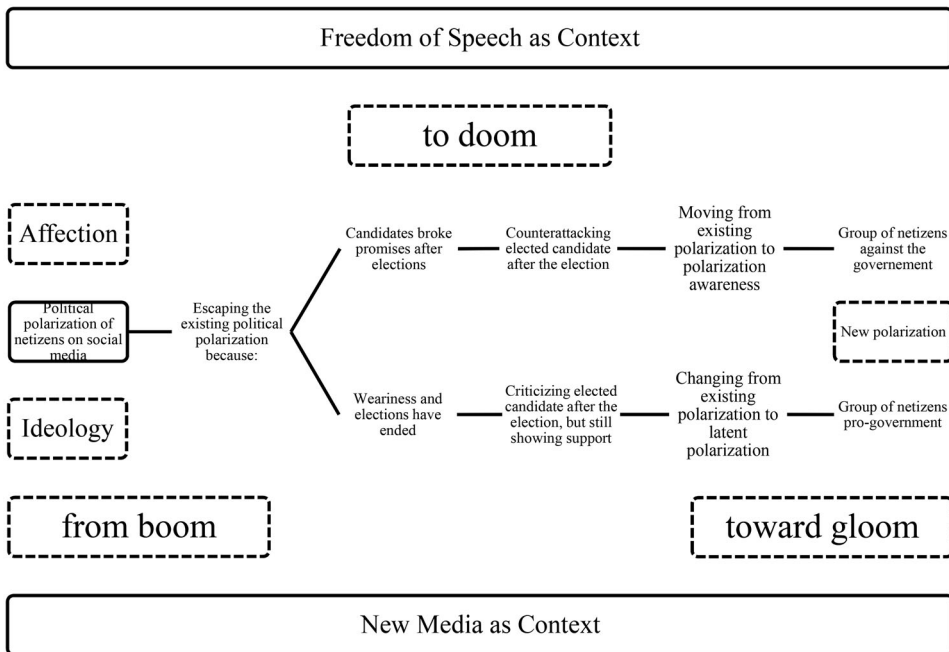 Freedom of Speech as Context
to doom
Affection
Candidates broke
promises after
elections
Counterattacking
elected candidate
after the election
Moving from
existing
polarization to
polarization
awareness
Group of netizens
against the
governement
Political
polarization of
netizens on social
media
Escaping the
existing political
polarization
because:
New polarization
Ideology
Weariness and
elections have
ended
Criticizing elected
candidate after the
election, but still
showing support
Changing from
existing
polarization to
latent
polarization
Group of netizens
pro-government
from boom
toward gloom
New Media as Context